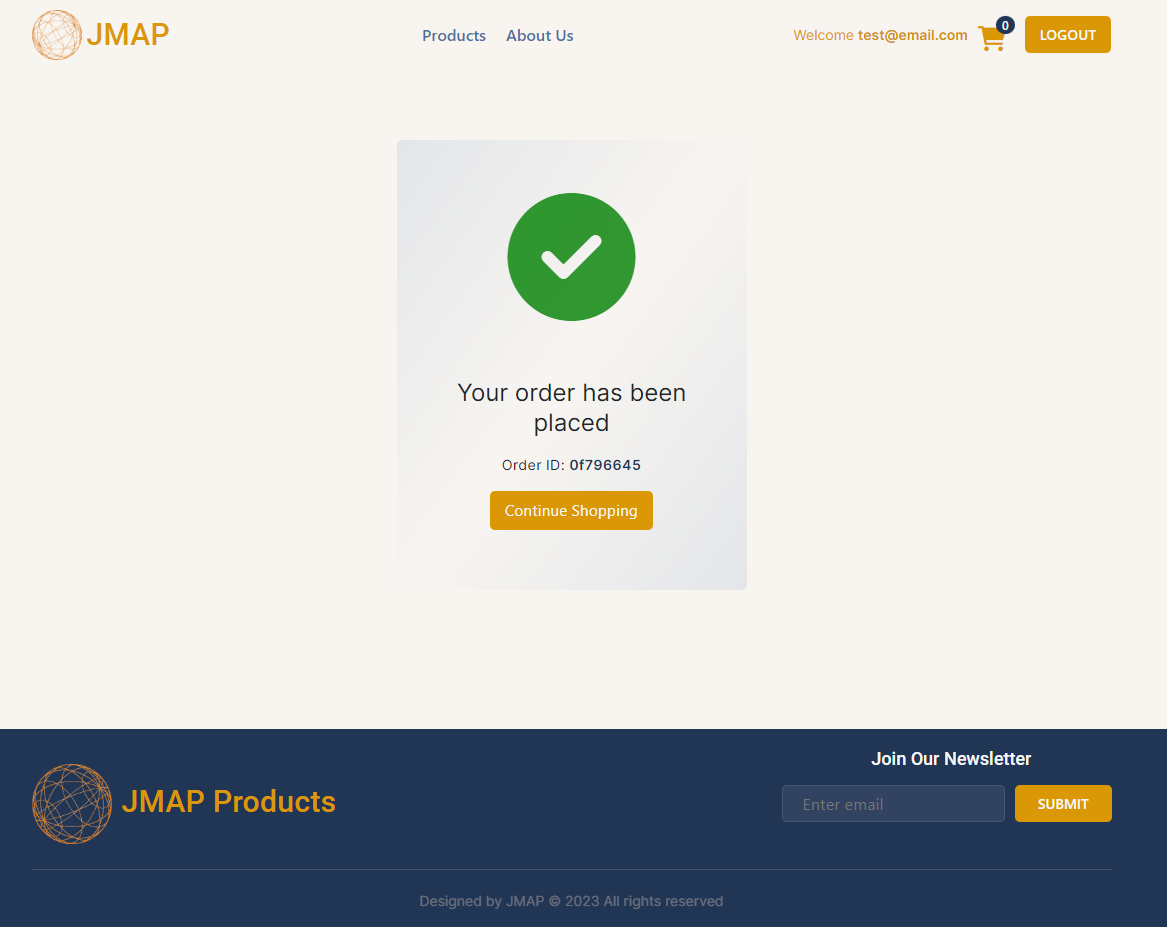 JMAP
Products
About Us
Welcome test@email.com
0
LOGOUT
Your order has been
placed
Order ID: 0f796645
Continue Shopping
JMAP Products
Join Our Newsletter
Enter email
SUBMIT
Designed by JMAP © 2023 All rights reserved